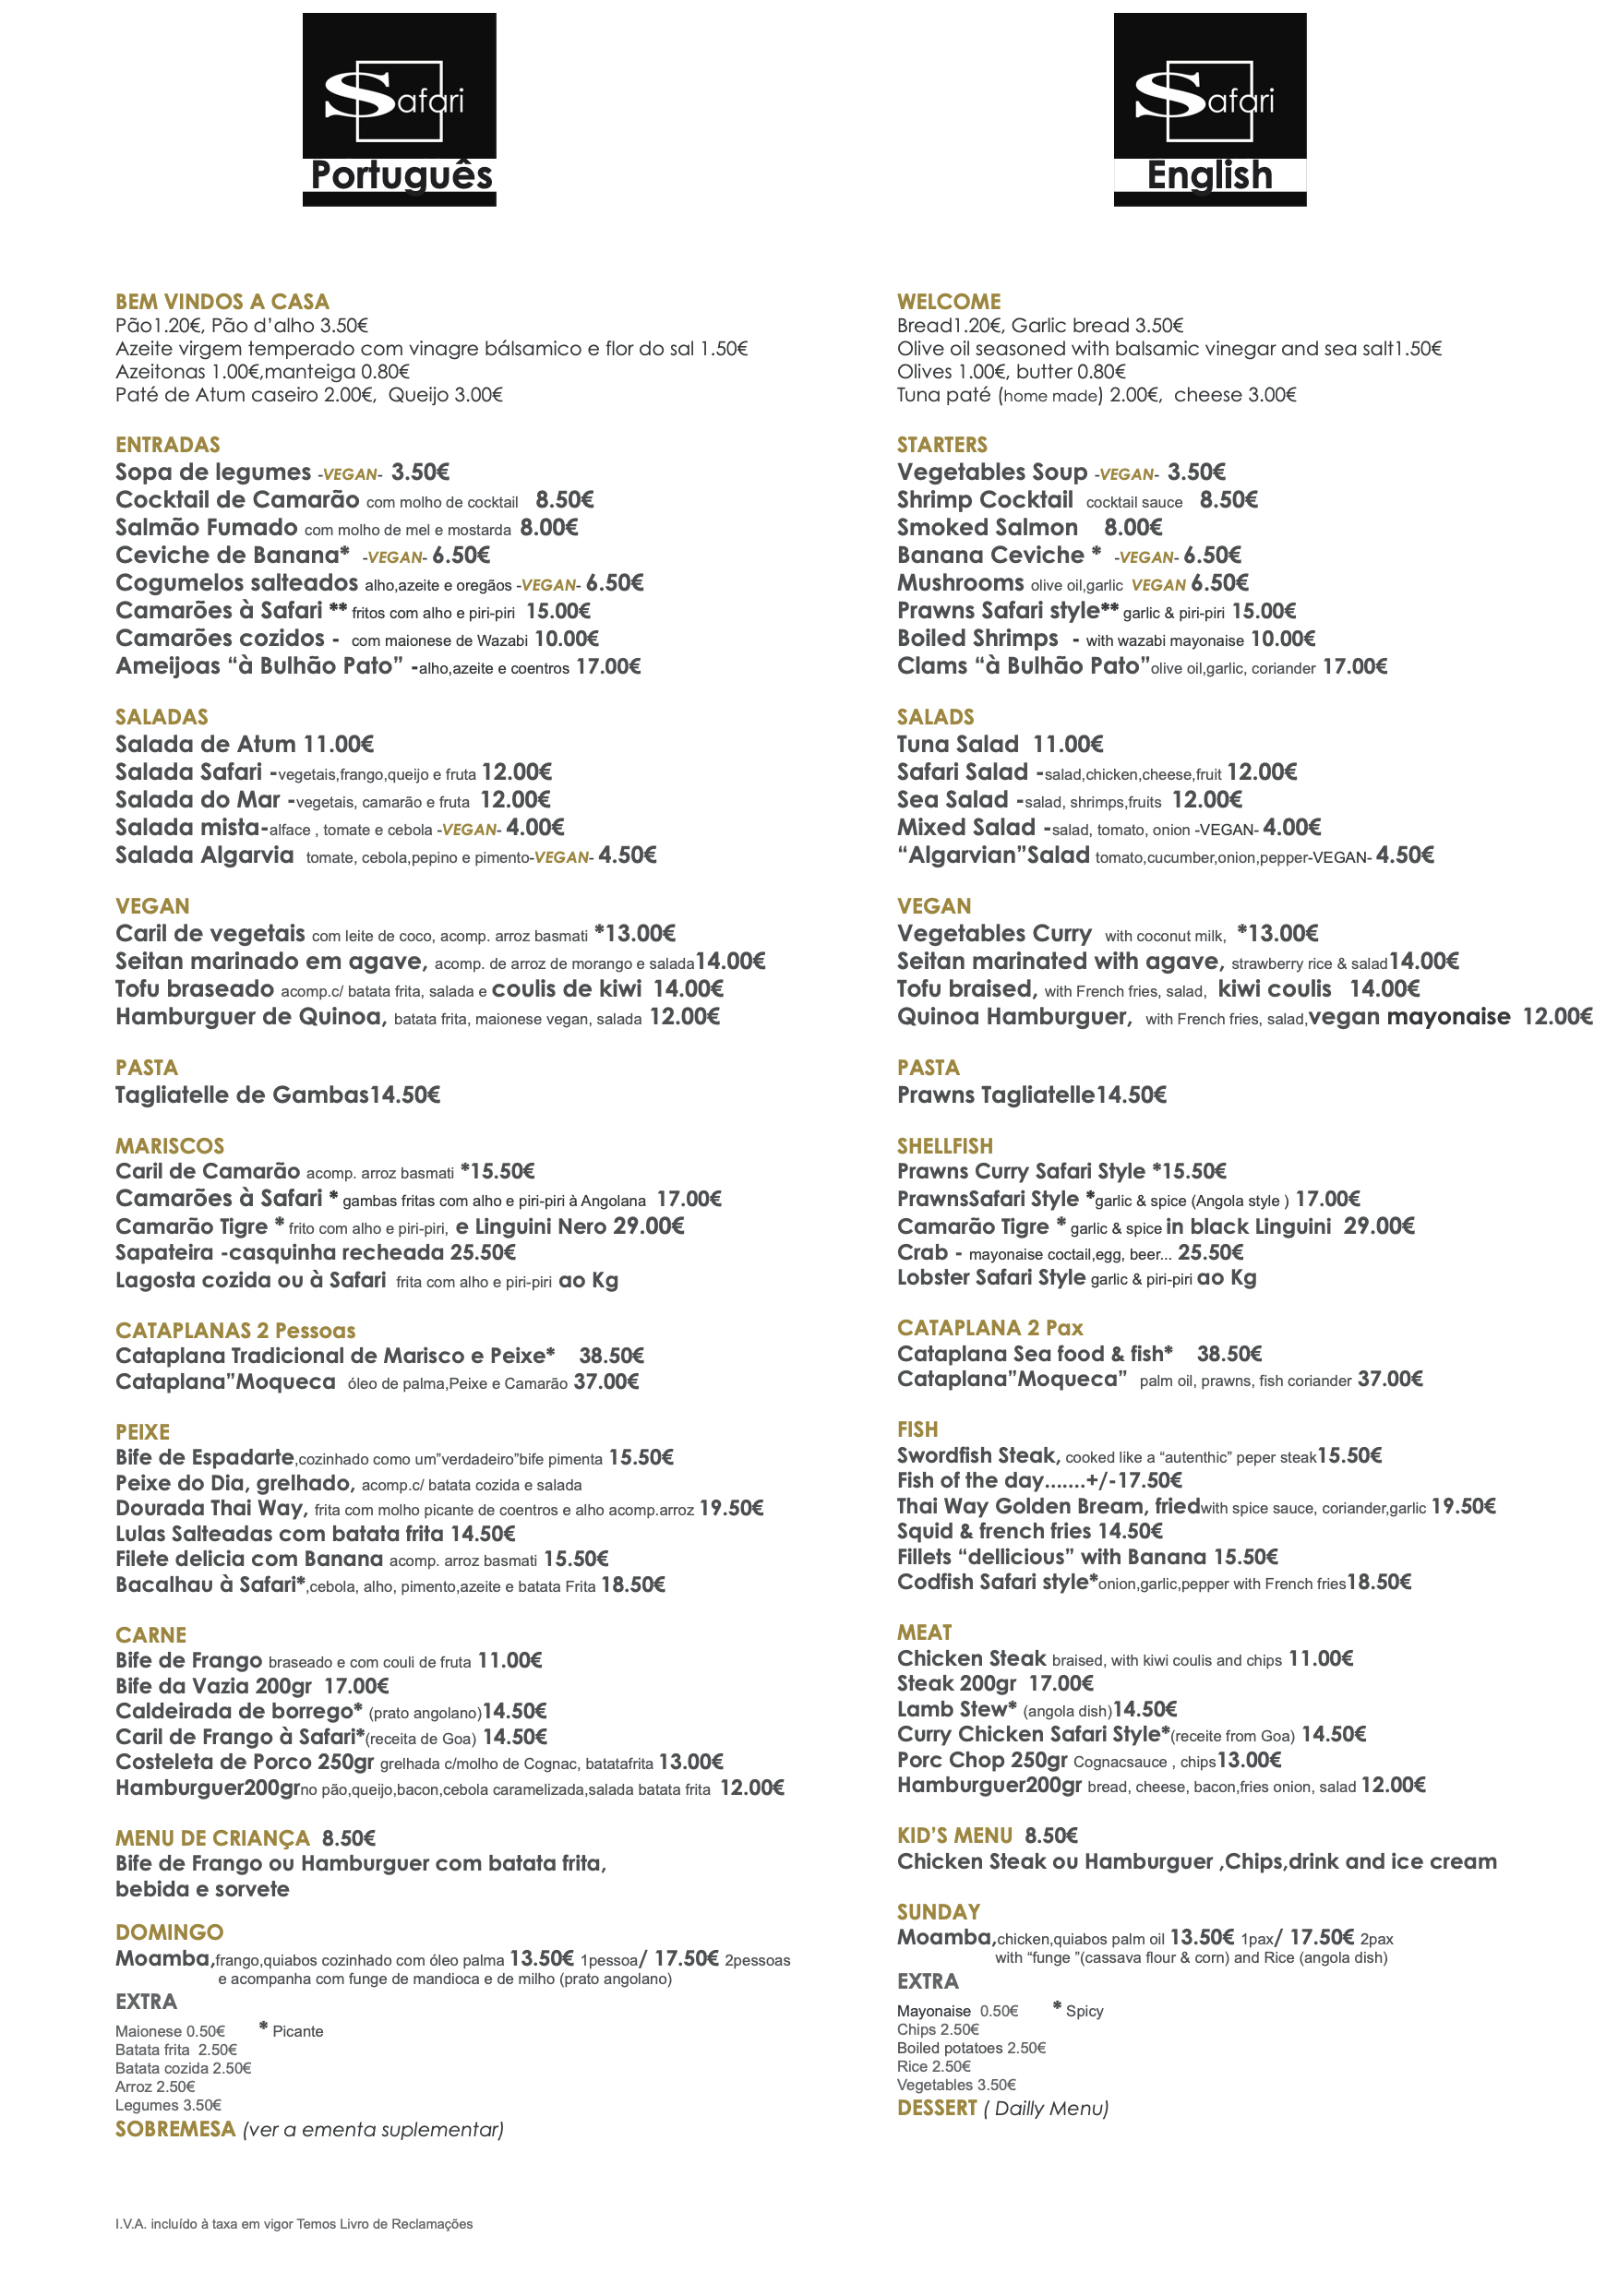 Safari
Português
BEM VINDOS A CASA
Pão1.20€, Pão d’alho 3.50€
Azeite virgem temperado com vinagre bálsamico e flor do sal 1.50€
Azeitonas 1.00€,manteiga 0.80€
Paté de Atum caseiro 2.00€, Queijo 3.00€
ENTRADAS
Sopa de legumes -VEGAN- 3.50€
Cocktail de Camarão com molho de cocktail 8.50€
Salmão Fumado com molho de mel e mostarda 8.00€
Ceviche de Banana* -VEGAN- 6.50€
Cogumelos salteados alho,azeite e oregãos -VEGAN- 6.50€
Camarões à Safari ** fritos com alho e piri-piri 15.00€
Camarões cozidos - com maionese de Wazabi 10.00€
Ameijoas “à Bulhão Pato” -alho,azeite e coentros 17.00€
SALADAS
Salada de Atum 11.00€
Salada Safari -vegetais,frango,queijo e fruta 12.00€
Salada do Mar -vegetais, camarão e fruta 12.00€
Salada mista-alface , tomate e cebola -VEGAN- 4.00€
Salada Algarvia tomate, cebola,pepino e pimento-VEGAN- 4.50€
VEGAN
Caril de vegetais com leite de coco, acomp. arroz basmati *13.00€
Seitan marinado em agave, acomp. de arroz de morango e salada14.00€
Tofu braseado acomp.c/ batata frita, salada e coulis de kiwi 14.00€
Hamburguer de Quinoa, batata frita, maionese vegan, salada 12.00€
PASTA
Tagliatelle de Gambas14.50€
MARISCOS
Caril de Camarão acomp. arroz basmati *15.50€
Camarões à Safari * gambas fritas com alho e piri-piri à Angolana 17.00€
Camarão Tigre * frito com alho e piri-piri, e Linguini Nero 29.00€
Sapateira -casquinha recheada 25.50€
Lagosta cozida ou à Safari frita com alho e piri-piri ao Kg
CATAPLANAS 2 Pessoas
Cataplana Tradicional de Marisco e Peixe* 38.50€
Cataplana”Moqueca óleo de palma,Peixe e Camarão 37.00€
PEIXE
Bife de Espadarte,cozinhado como um”verdadeiro”bife pimenta 15.50€
Peixe do Dia, grelhado, acomp.c/ batata cozida e salada
Dourada Thai Way, frita com molho picante de coentros e alho acomp.arroz 19.50€
Lulas Salteadas com batata frita 14.50€
Filete delicia com Banana acomp. arroz basmati 15.50€
Bacalhau à Safari*,cebola, alho, pimento,azeite e batata Frita 18.50€
CARNE
Bife de Frango braseado e com couli de fruta 11.00€
Bife da Vazia 200gr 17.00€
Caldeirada de borrego* (prato angolano)14.50€
Caril de Frango à Safari*(receita de Goa) 14.50€
Costeleta de Porco 250gr grelhada c/molho de Cognac, batatafrita 13.00€
Hamburguer200grno pão,queijo,bacon,cebola caramelizada,salada batata frita 12.00€
MENU DE CRIANÇA 8.50€
Bife de Frango ou Hamburguer com batata frita,
bebida e sorvete
DOMINGO
Moamba,frango,quiabos cozinhado com óleo palma 13.50€ 1pessoa/ 17.50€ 2pessoas
e acompanha com funge de mandioca e de milho (prato angolano)
EXTRA
Maionese 0.50€ * Picante
Batata frita 2.50€
Batata cozida 2.50€
Arroz 2.50€
Legumes 3.50€
SOBREMESA (ver a ementa suplementar)
I.V.A. incluído à taxa em vigor Temos Livro de Reclamações
Safari
English
WELCOME
Bread1.20€, Garlic bread 3.50€
Olive oil seasoned with balsamic vinegar and sea salt1.50€
Olives 1.00€, butter 0.80€
Tuna paté (home made) 2.00€, cheese 3.00€
STARTERS
Vegetables Soup -VEGAN- 3.50€
Shrimp Cocktail cocktail sauce 8.50€
Smoked Salmon 8.00€
Banana Ceviche * -VEGAN- 6.50€
Mushrooms olive oil,garlic VEGAN 6.50€
Prawns Safari style** garlic & piri-piri 15.00€
Boiled Shrimps - with wazabi mayonaise 10.00€
Clams “à Bulhão Pato”olive oil,garlic, coriander 17.00€
SALADS
Tuna Salad 11.00€
Safari Salad -salad,chicken,cheese,fruit 12.00€
Sea Salad -salad, shrimps,fruits 12.00€
Mixed Salad -salad, tomato, onion -VEGAN- 4.00€
“Algarvian”Salad tomato,cucumber,onion,pepper-VEGAN- 4.50€
VEGAN
Vegetables Curry with coconut milk, *13.00€
Seitan marinated with agave, strawberry rice & salad14.00€
Tofu braised, with French fries, salad, kiwi coulis 14.00€
Quinoa Hamburguer, with French fries, salad,vegan mayonaise 12.00€
PASTA
Prawns Tagliatelle14.50€
SHELLFISH
Prawns Curry Safari Style *15.50€
PrawnsSafari Style *garlic & spice (Angola style ) 17.00€
Camarão Tigre * garlic & spice in black Linguini 29.00€
Crab - mayonaise coctail,egg, beer... 25.50€
Lobster Safari Style garlic & piri-piri ao Kg
CATAPLANA 2 Pax
Cataplana Sea food & fish* 38.50€
Cataplana”Moqueca” palm oil, prawns, fish coriander 37.00€
FISH
Swordfish Steak, cooked like a “autenthic” peper steak15.50€
Fish of the day.......+/-17.50€
Thai Way Golden Bream, friedwith spice sauce, coriander,garlic 19.50€
Squid & french fries 14.50€
Fillets “dellicious” with Banana 15.50€
Codfish Safari style*onion,garlic,pepper with French fries18.50€
MEAT
Chicken Steak braised, with kiwi coulis and chips 11.00€
Steak 200gr 17.00€
Lamb Stew* (angola dish)14.50€
Curry Chicken Safari Style*(receite from Goa) 14.50€
Porc Chop 250gr Cognacsauce , chips13.00€
Hamburguer200gr bread, cheese, bacon,fries onion, salad 12.00€
KID’S MENU 8.50€
Chicken Steak ou Hamburguer ,Chips,drink and ice cream
SUNDAY
Moamba,chicken,quiabos palm oil 13.50€ 1pax/ 17.50€ 2pax
with “funge ”(cassava flour & corn) and Rice (angola dish)
EXTRA
Mayonaise 0.50€ * Spicy
Chips 2.50€
Boiled potatoes 2.50€
Rice 2.50€
Vegetables 3.50€
DESSERT ( Dailly Menu)